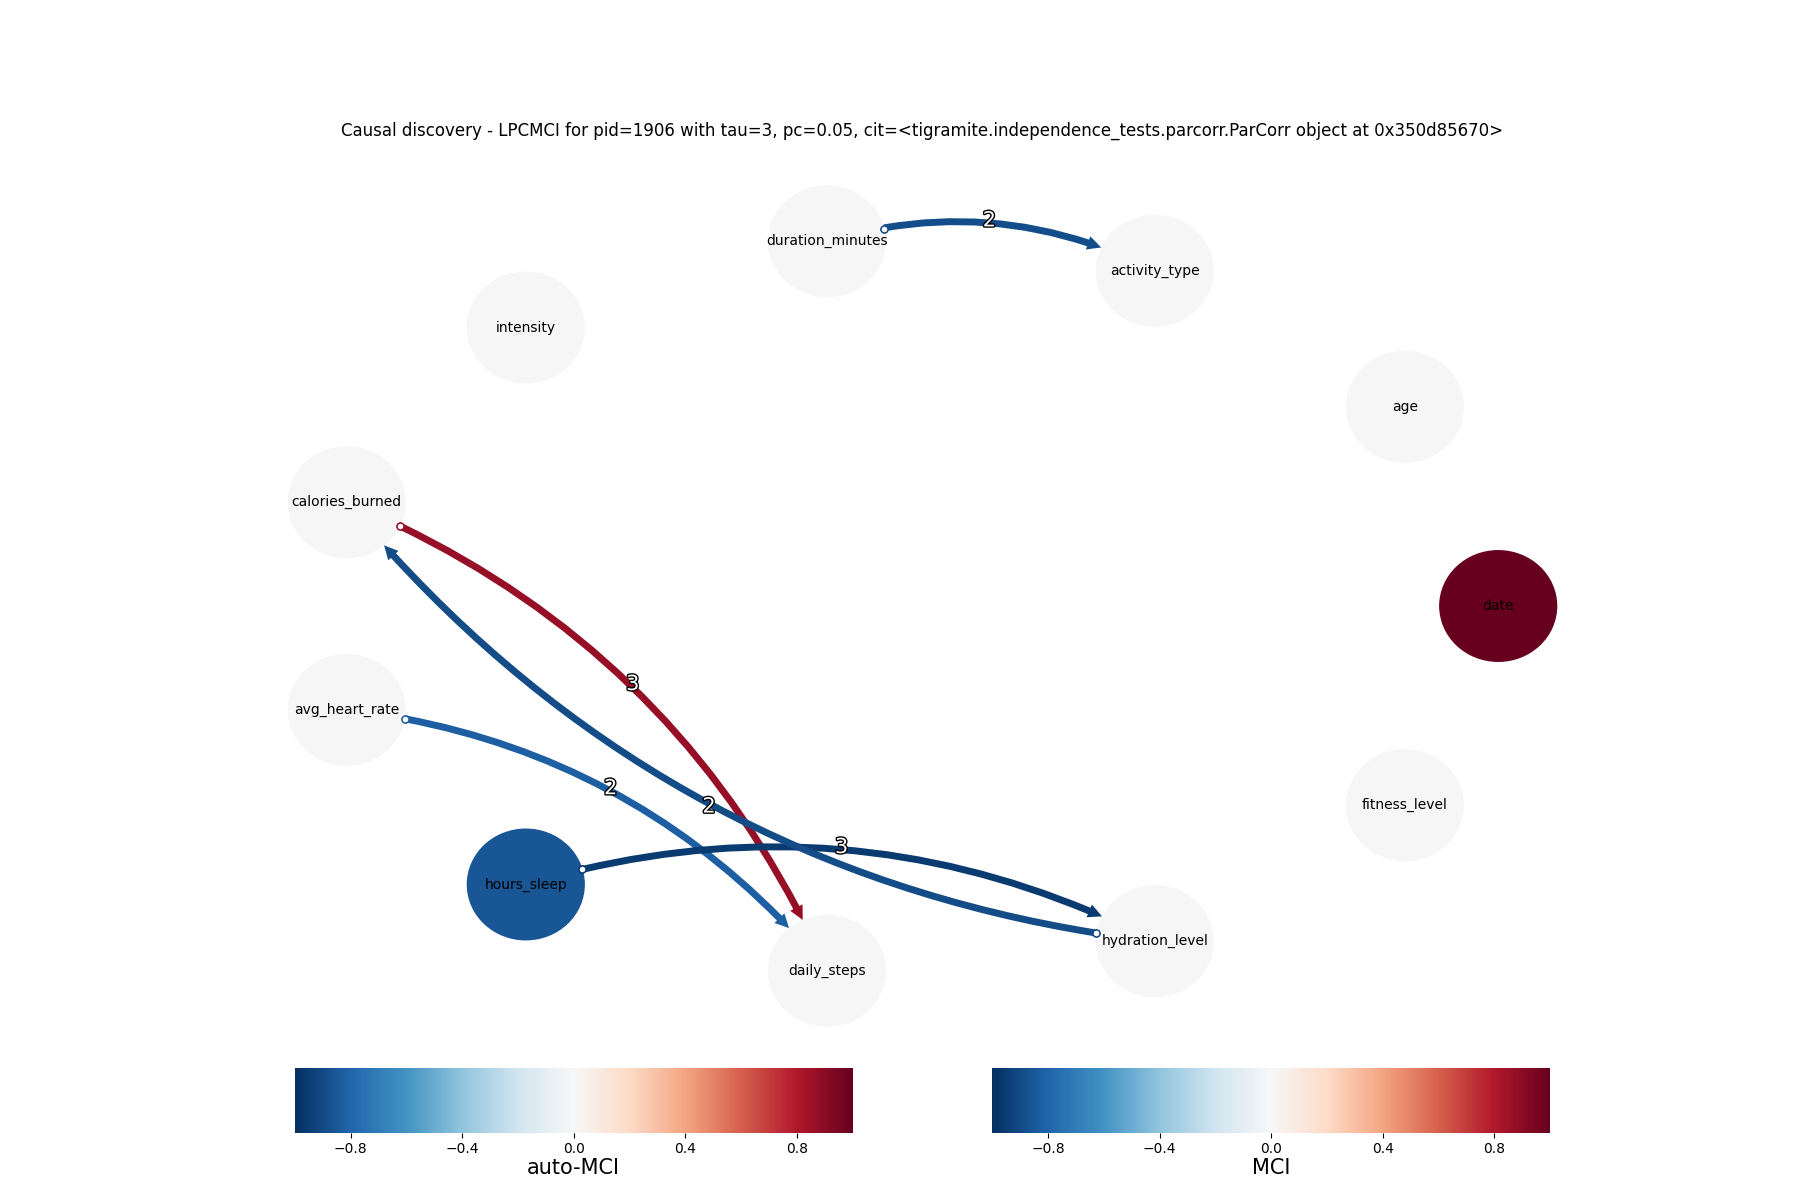 Causal discovery - LPCMCI for pid=1906 with tau=3, pc=0.05, cit=<tigramite.independence_tests.parcorr.ParCorr object at 0x350d85670>
2
duration_minutes
activity_type
intensity
age
calories_burned
date
3
avg_heart_rate
2
2
fitness_level
3
hours_sleep
hydration_level
daily_steps
−0.8 −0.4 0.0 0.4 0.8
auto-MCI
−0.8 −0.4 0.0 0.4 0.8
MCI